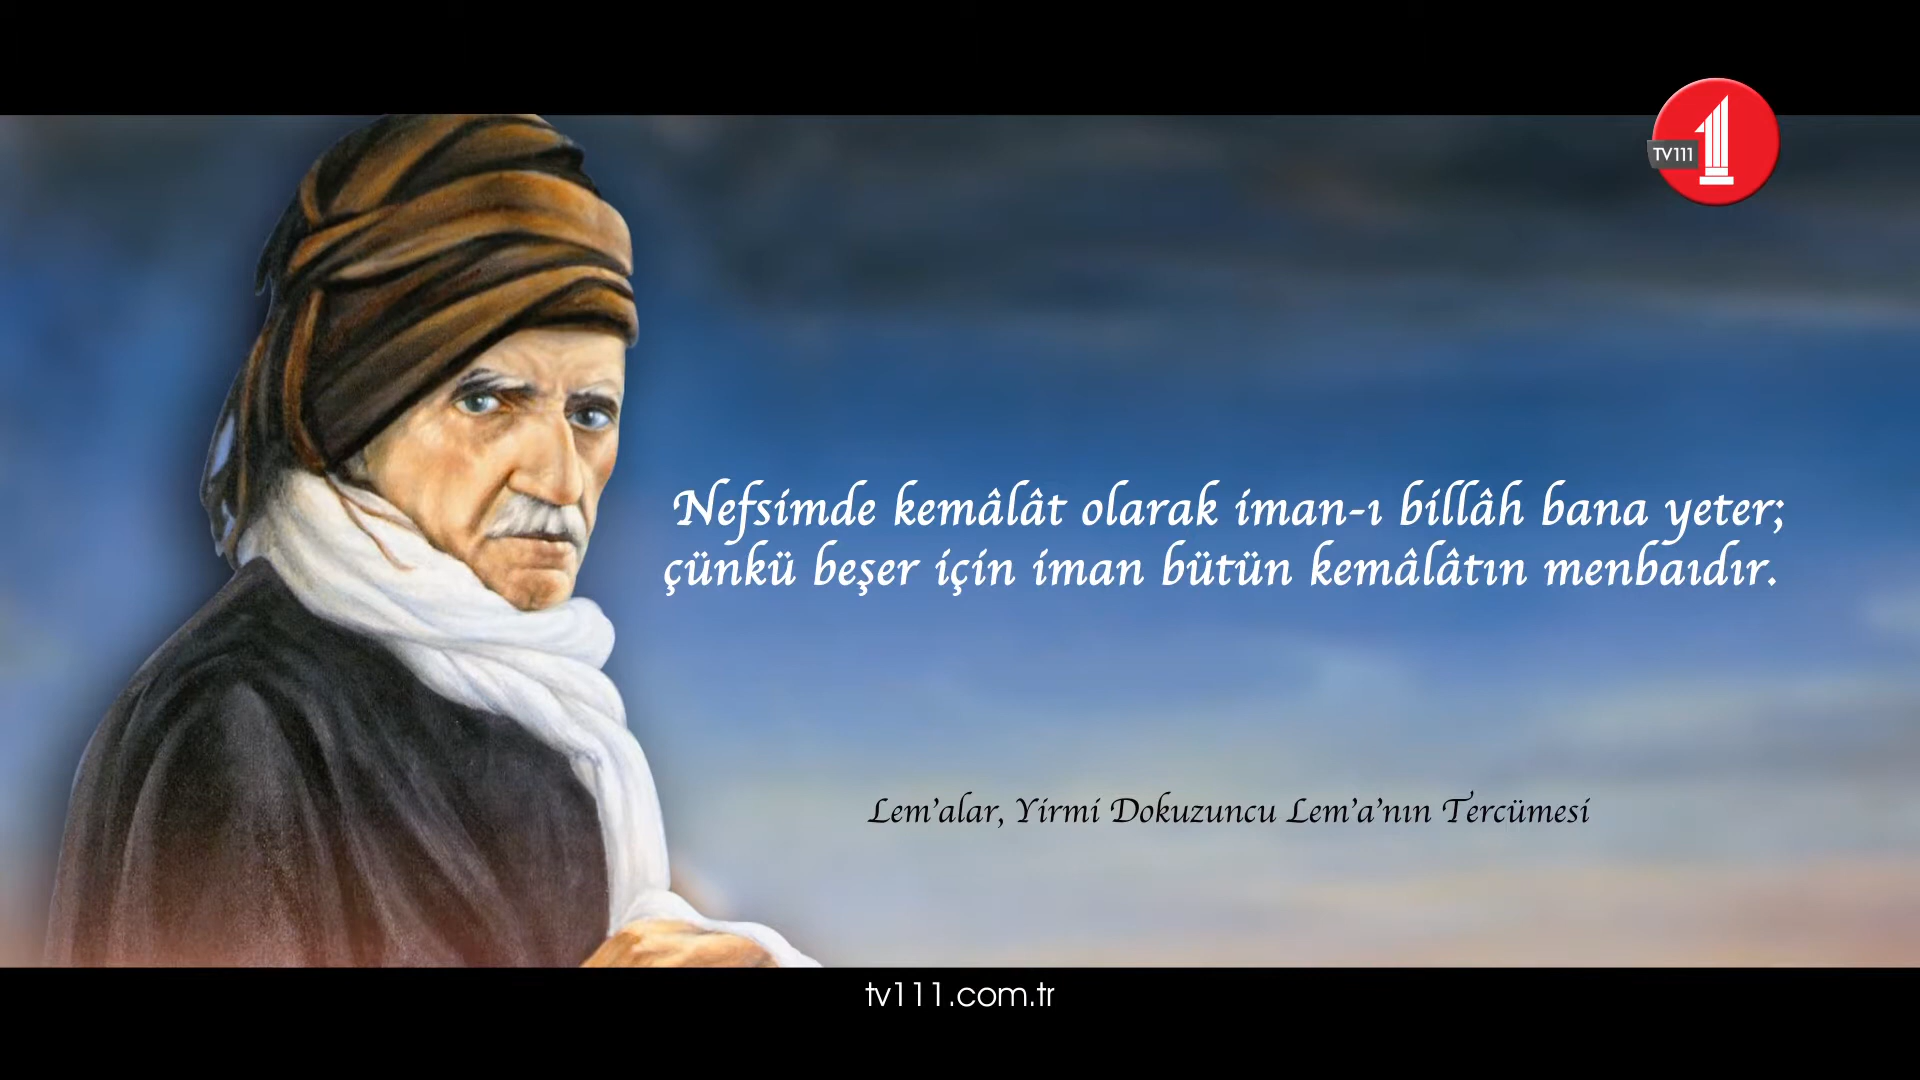 TV111
Nefsimde kemâlât olarak iman-ı billâh bana yeter;
çünkü beşer için iman bütün kemâlâtın menbaıdır.
Lem'alar, Yirmi Dokuzuncu Lem'a'nın Tercümesi
tv111.com.tr